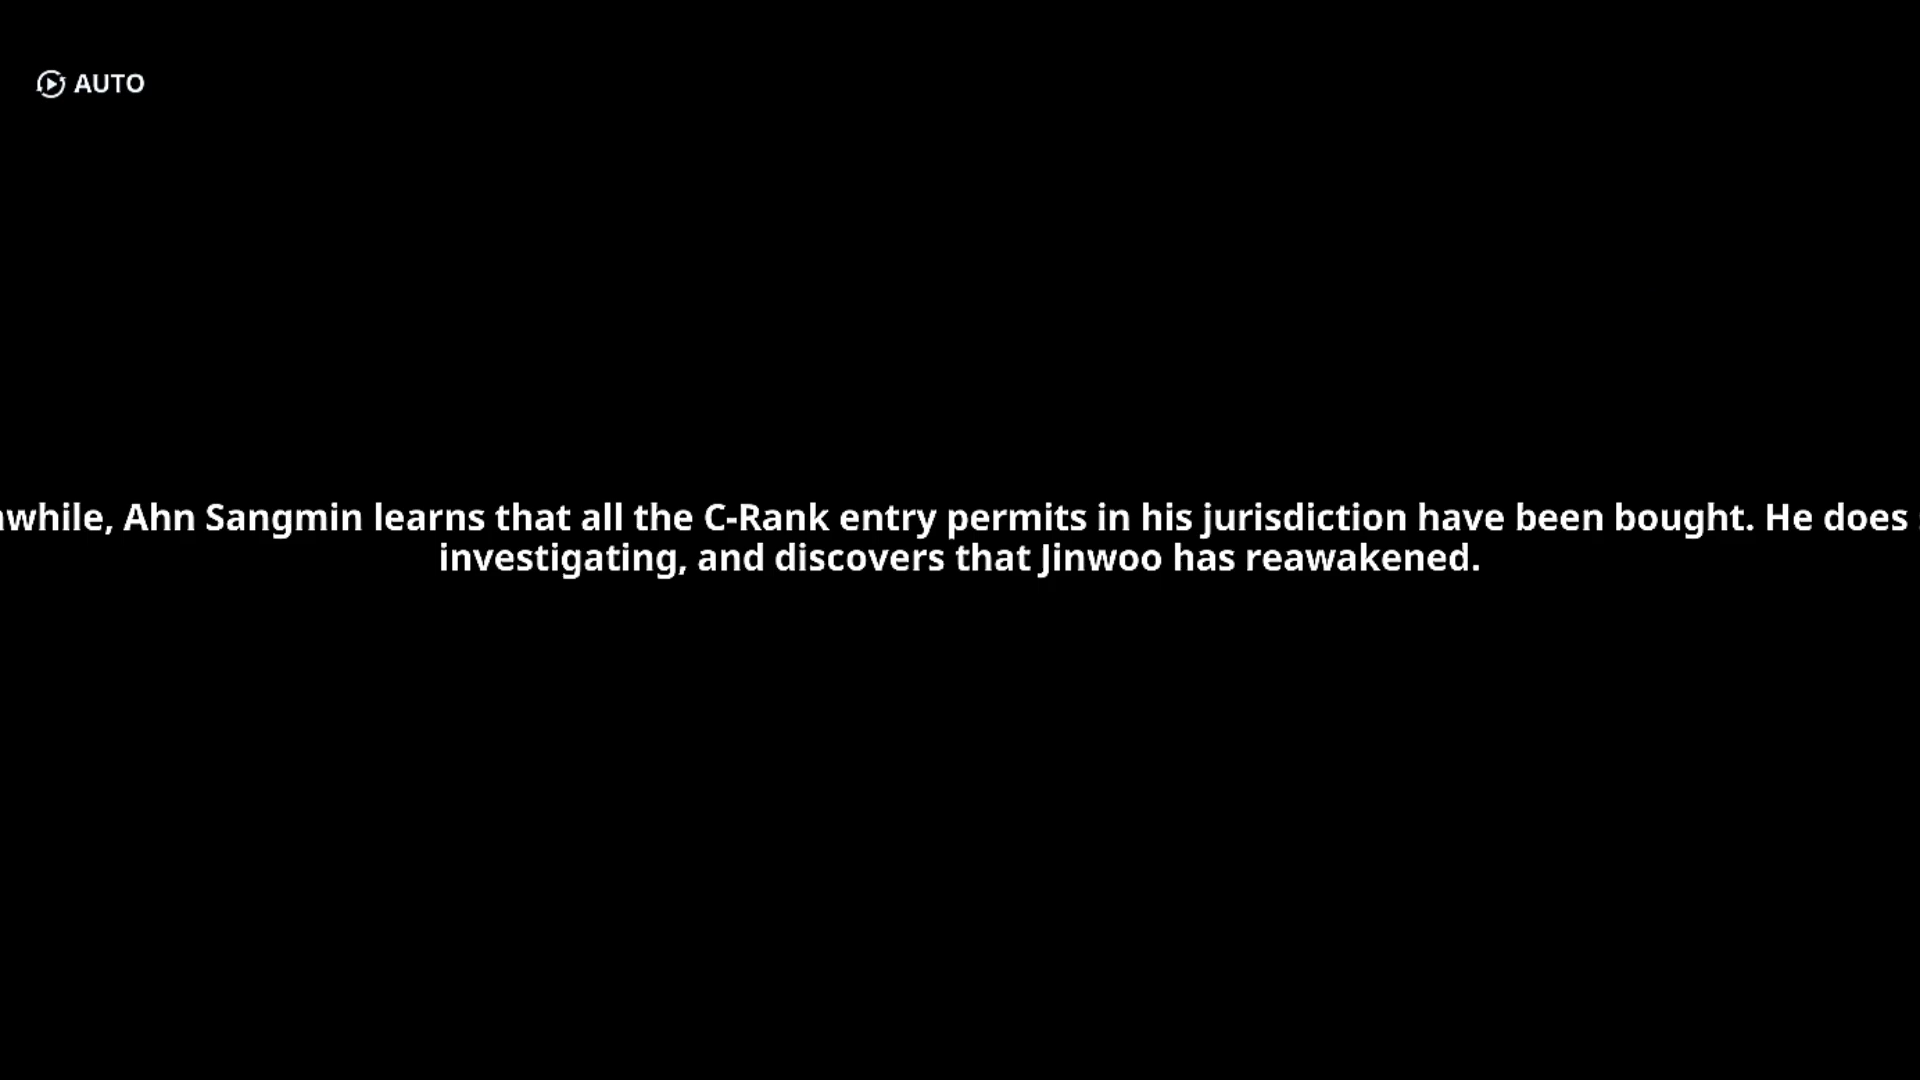 AUTO
while, Ahn Sangmin learns that all the C-Rank entry permits in his jurisdiction have been bought. He does
investigating, and discovers that Jinwoo has reawakened.